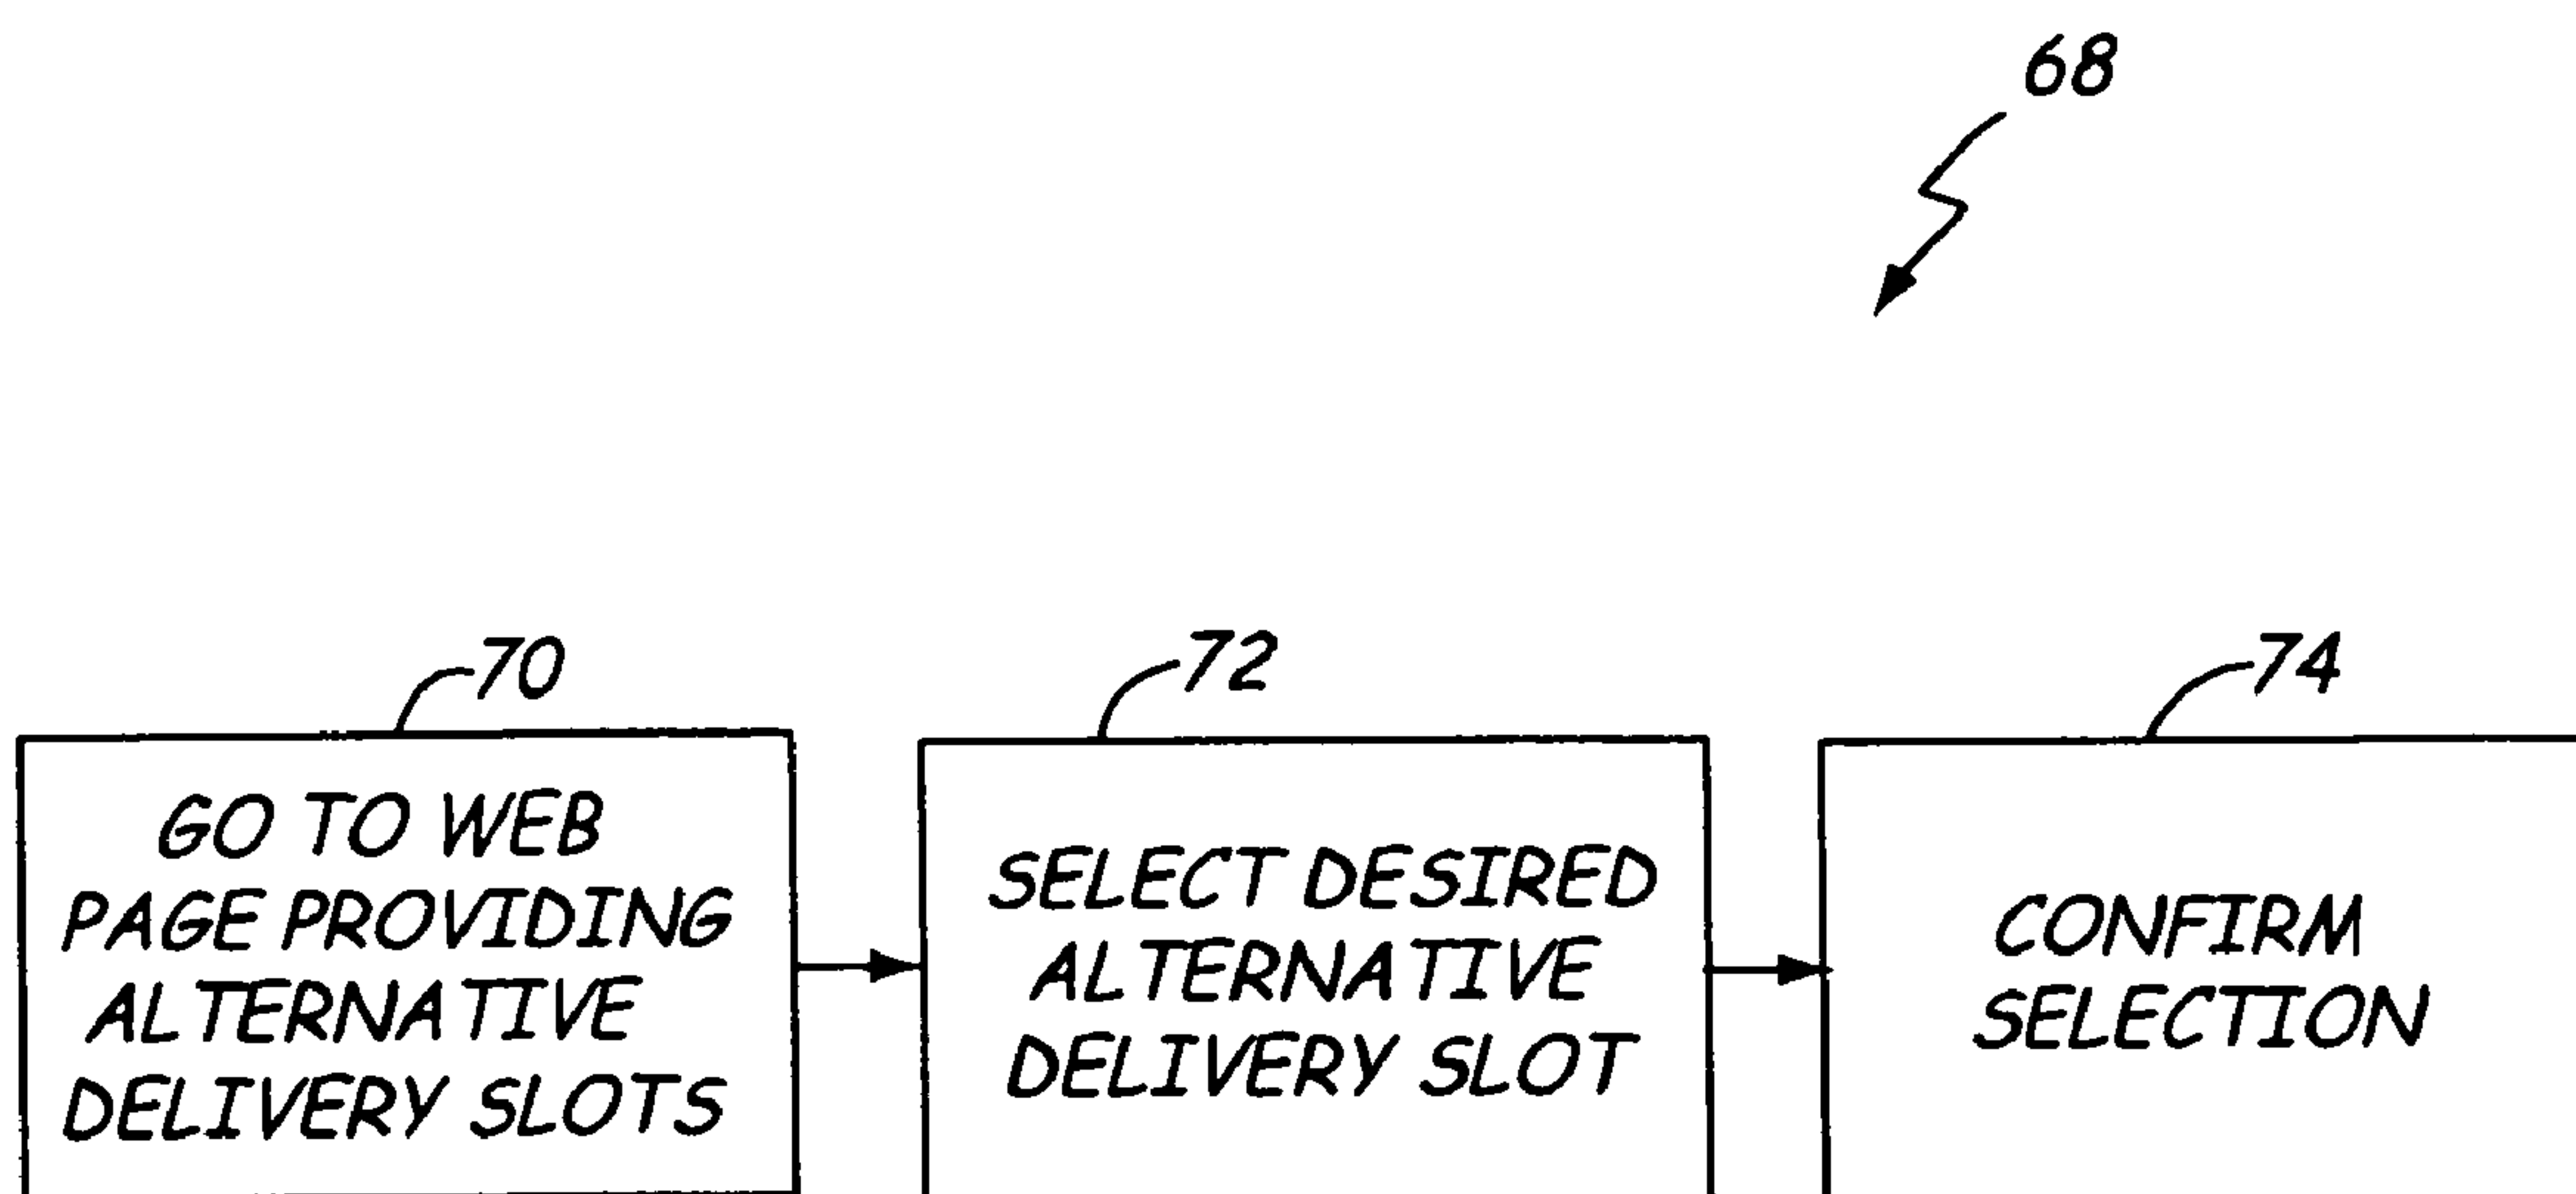 68
70
GO TO WEB
PAGE PROVIDING
ALTERNATIVE
DELIVERY SLOTS
72
SELECT DESIRED
ALTERNATIVE
DELIVERY SLOT
74
CONFIRM
SELECTION